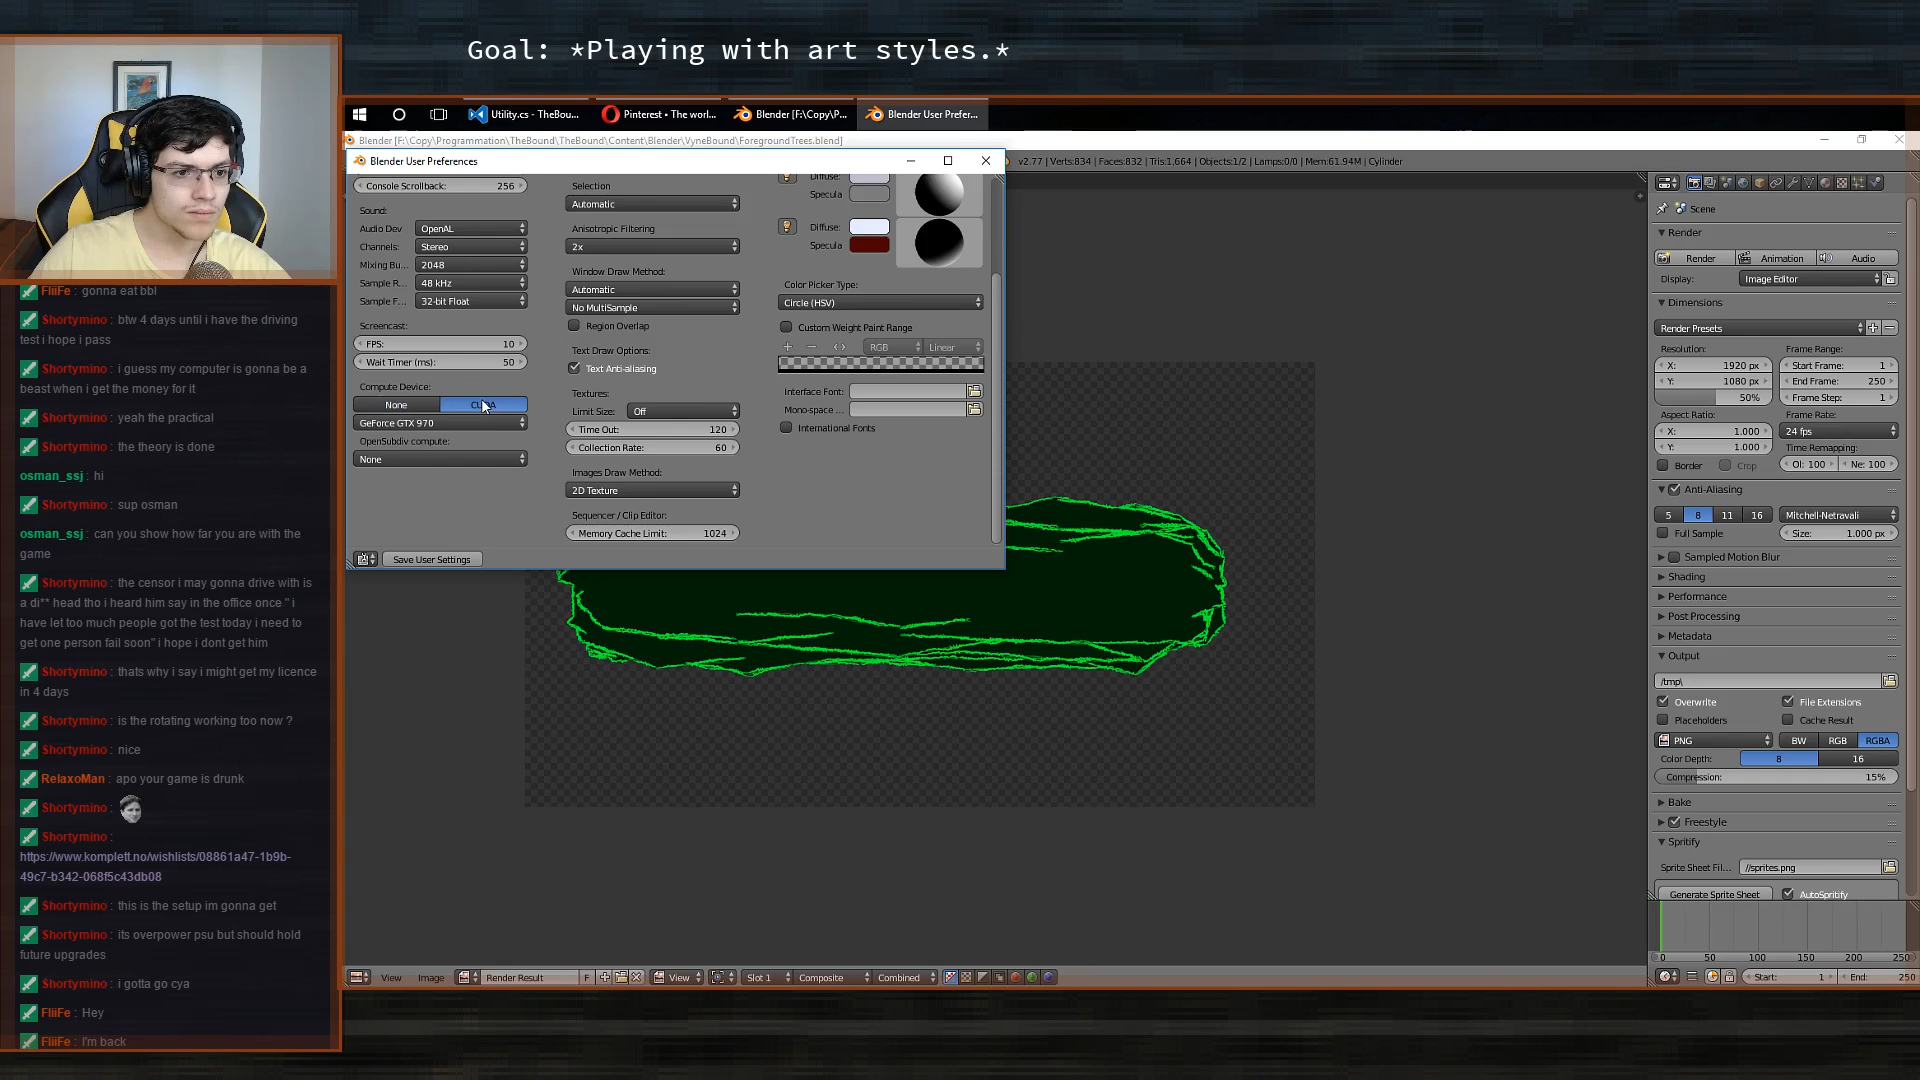 Goal: *Playing with art styles.*
Utility.cs - TheBou...
Pinterest • The worl...
Blender [F:\Copy\P...
Blender User Prefer...
Blender [F:\Copy\Programmation\TheBound\TheBound\Content\Blender\VyneBound\ForegroundTrees.blend]
Blender User Preferences
v2.77 | Verts:834 | Faces:832 | Tris:1,664 | Objects:1/2 | Lamps:0/0 | Mem:61.94M | Cylinder
Console Scrollback: 256
Sound:
Audio Dev OpenAL
Channels: Stereo
Mixing Bu... 2048
Sample R... 48 kHz
Sample F... 32-bit Float
Screencast:
FPS: 10
Wait Timer (ms): 50
Compute Device:
None
GeForce GTX 970
OpenSubdiv compute:
None
Save User Settings
Selection
Automatic
Anisotropic Filtering
2x
Window Draw Method:
Automatic
No MultiSample
Region Overlap
Text Draw Options:
Text Anti-aliasing
Textures:
Limit Size: Off
Time Out: 120
Collection Rate: 60
Images Draw Method:
2D Texture
Sequencer / Clip Editor:
Memory Cache Limit: 1024
Diffuse:
Specula
Diffuse:
Specula
Color Picker Type:
Circle (HSV)
Custom Weight Paint Range
RGB Linear
Interface Font:
Mono-space ...
International Fonts
Scene
Render
Render Animation Audio
Display: Image Editor
Dimensions
Render Presets
Resolution: Frame Range:
X: 1920 px Start Frame: 1
Y: 1080 px End Frame: 250
50% Frame Step: 1
Aspect Ratio: Frame Rate:
X: 1.000 24 fps
Y: 1.000 Time Remapping:
Border Crop Ol: 100 Ne: 100
Anti-Aliasing
5 8 11 16 Mitchell-Netravali
Full Sample Size: 1.000 px
Sampled Motion Blur
Shading
Performance
Post Processing
Metadata
Output
/tmp\
Overwrite File Extensions
Placeholders Cache Result
PNG BW RGB RGBA
Color Depth: 8 16
Compression: 15%
Bake
Freestyle
Spritify
Sprite Sheet Fil... //sprites.png
Generate Sprite Sheet AutoSpritify
0 50 100 150 200 250
Start: 1 End: 250
View Image Render Result F View Slot 1 Composite Combined
FliiFe : gonna eat bbl
Shortymino : btw 4 days until i have the driving
test i hope i pass
Shortymino : i guess my computer is gonna be a
beast when i get the money for it
Shortymino : yeah the practical
Shortymino : the theory is done
osman_ssj : hi
Shortymino : sup osman
osman_ssj : can you show how far you are with the
game
Shortymino : the censor i may gonna drive with is
a di** head tho i heard him say in the office once " i
have let too much people got the test today i need to
get one person fail soon" i hope i dont get him
Shortymino : thats why i say i might get my licence
in 4 days
Shortymino : is the rotating working too now ?
Shortymino : nice
RelaxoMan : apo your game is drunk
Shortymino :
Shortymino :
https://www.komplett.no/wishlists/08861a47-1b9b-
49c7-b342-068f5c43db08
Shortymino : this is the setup im gonna get
Shortymino : its overpower psu but should hold
future upgrades
Shortymino : i gotta go cya
FliiFe : Hey
FliiFe : I'm back